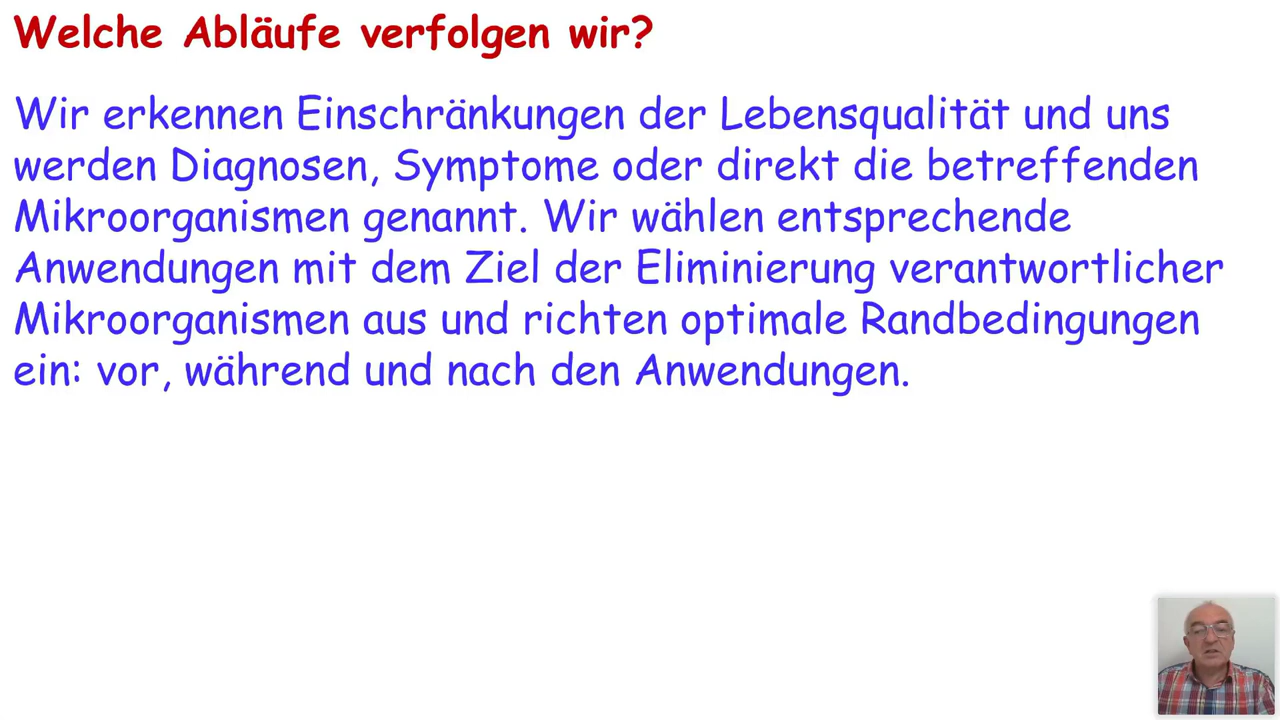 Welche Abläufe verfolgen wir?
Wir erkennen Einschränkungen der Lebensqualität und uns
werden Diagnosen, Symptome oder direkt die betreffenden
Mikroorganismen genannt. Wir wählen entsprechende
Anwendungen mit dem Ziel der Eliminierung verantwortlicher
Mikroorganismen aus und richten optimale Randbedingungen
ein: vor, während und nach den Anwendungen.